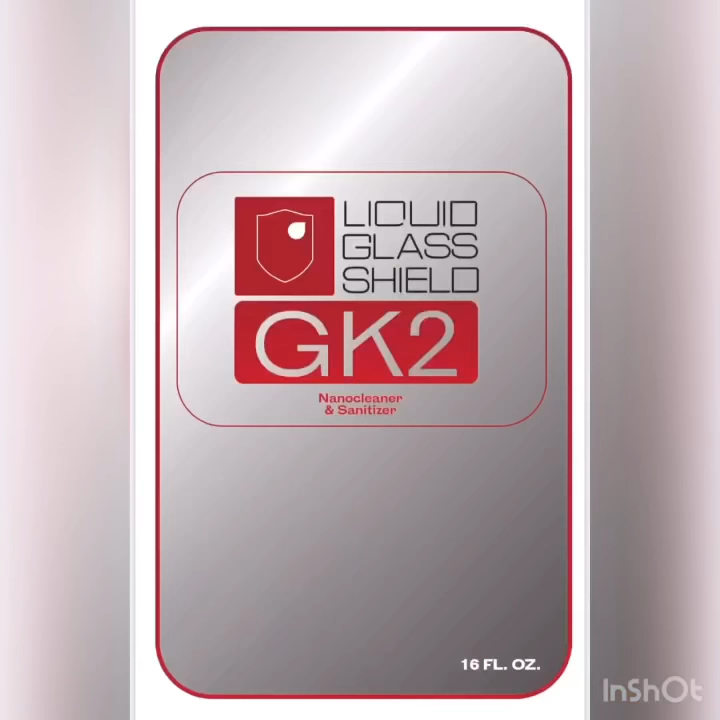 LIQUID
GLASS
SHIELD
GK2
Nanocleaner
& Sanitizer
16 FL. OZ.
InShOt